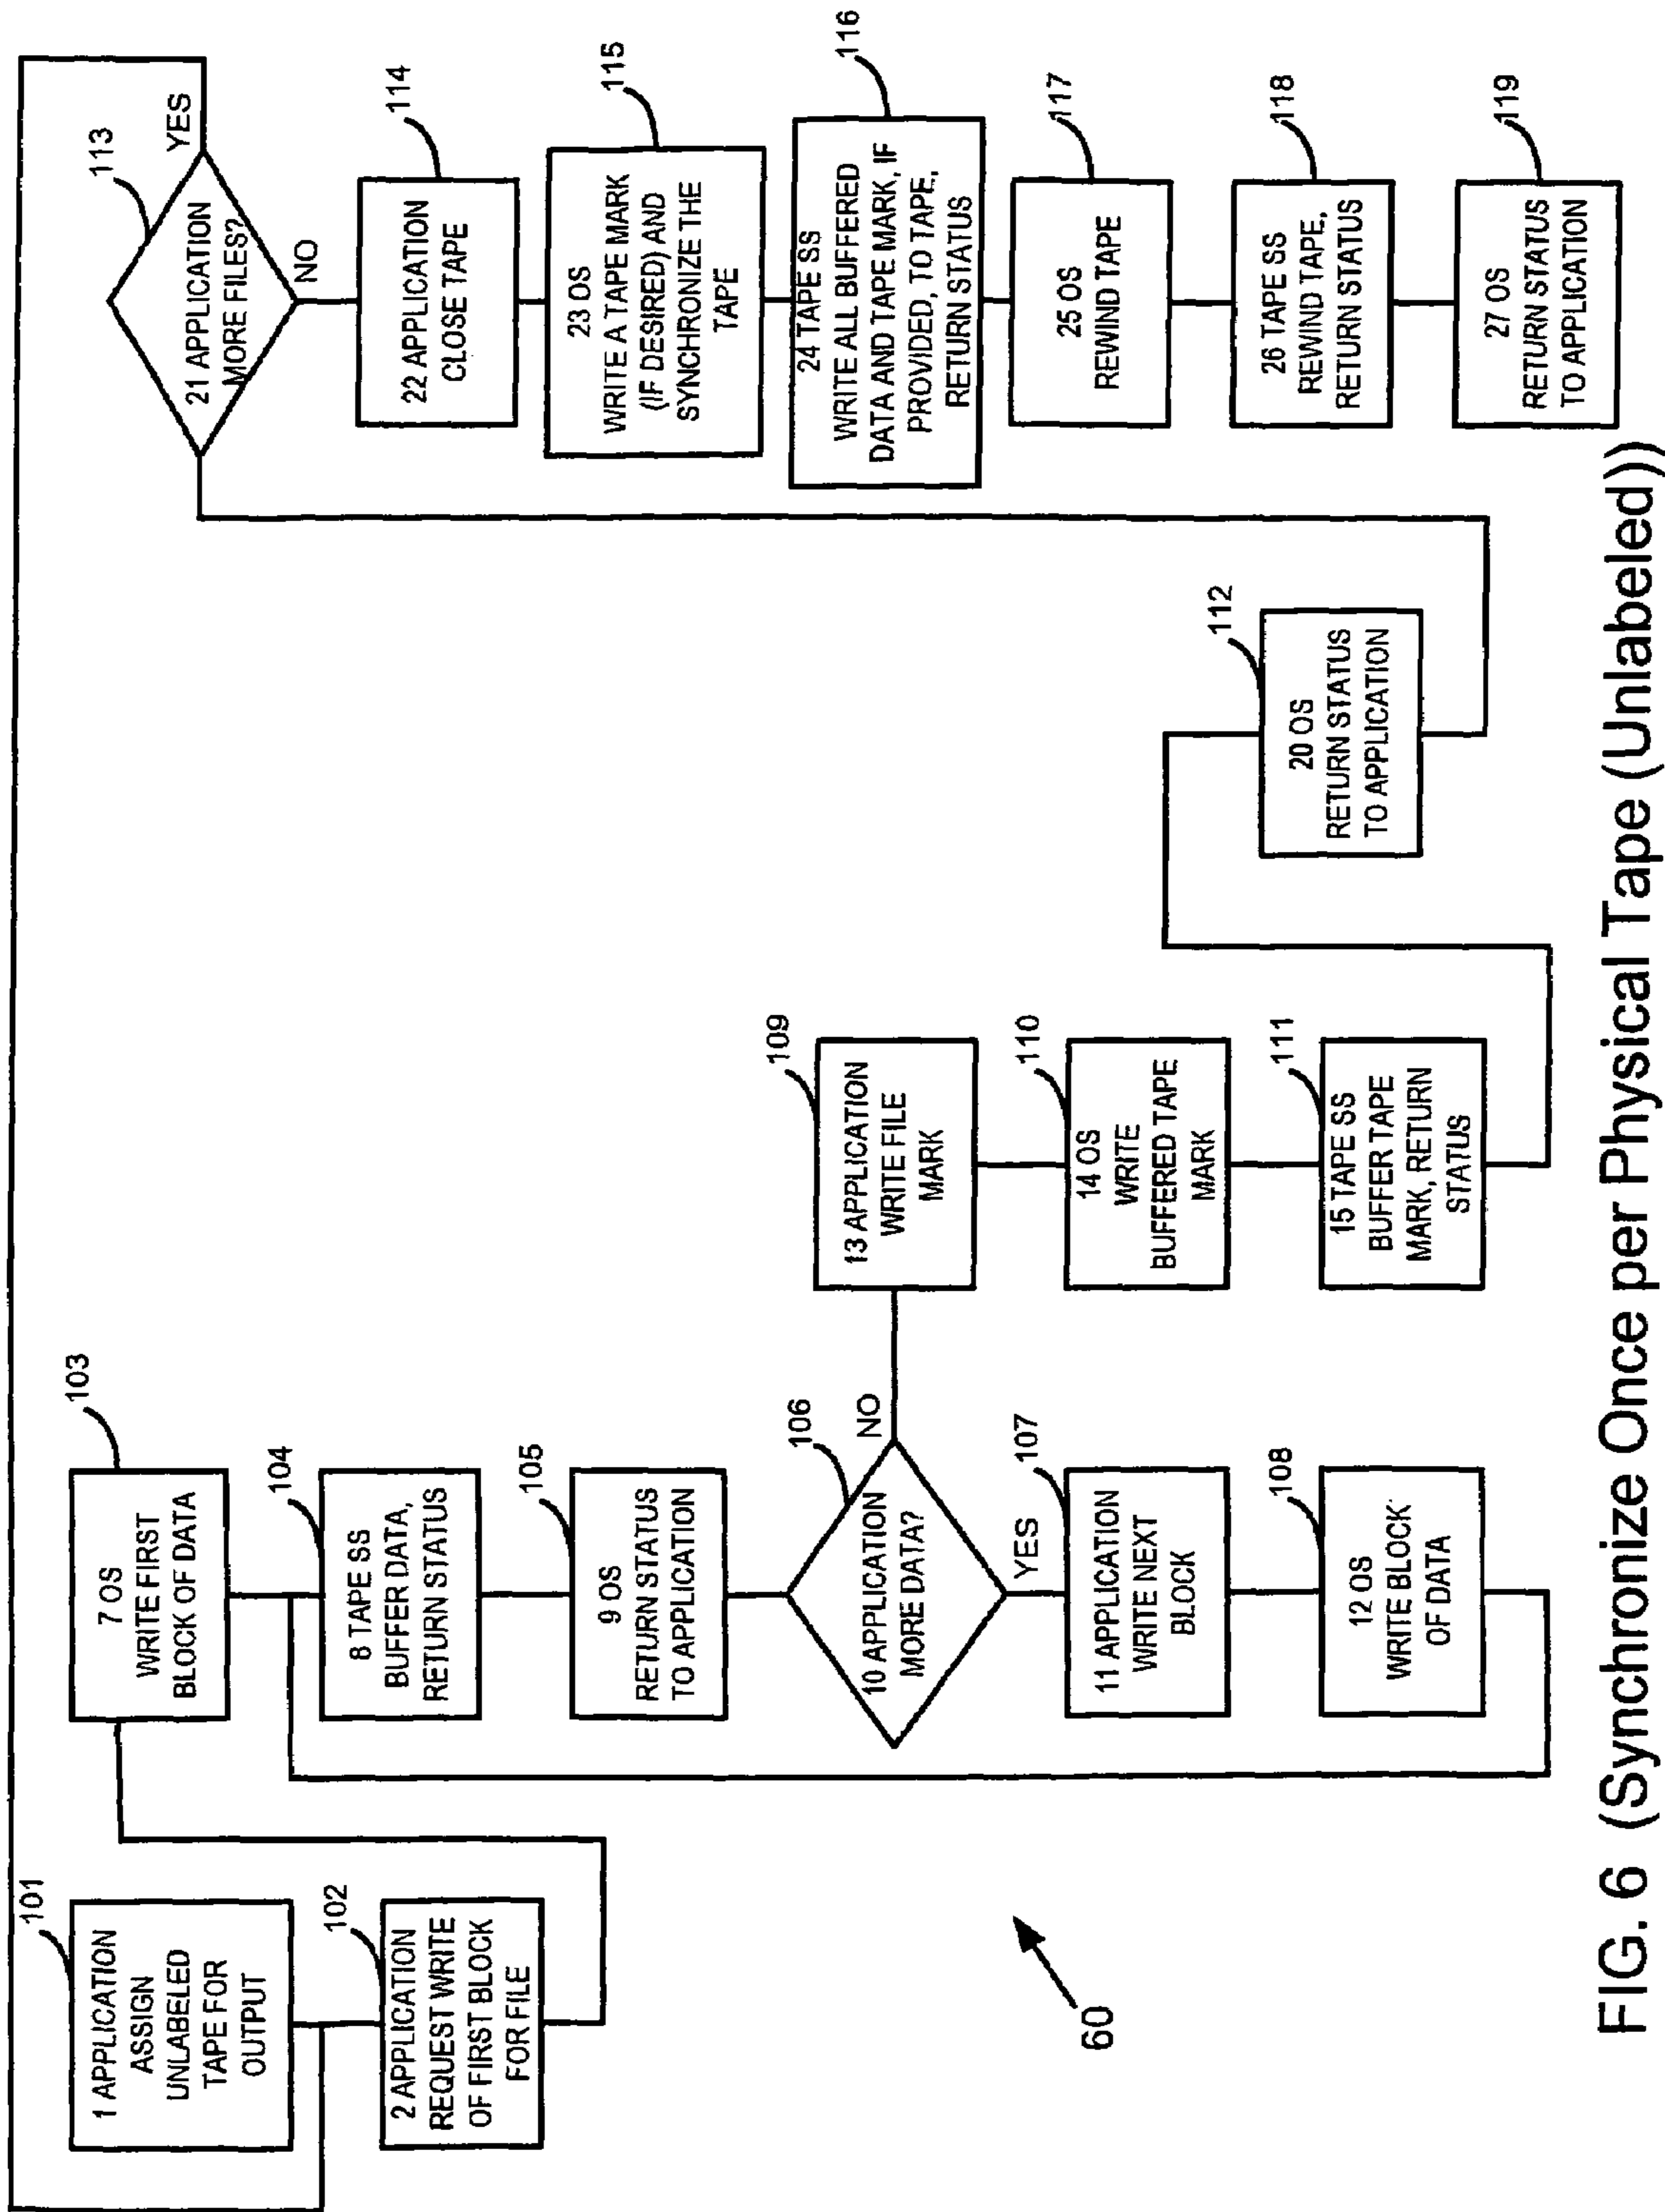 101
1 APPLICATION
ASSIGN
UNLABELED
TAPE FOR
OUTPUT
102
2 APPLICATION
REQUEST WRITE
OF FIRST BLOCK
FOR FILE
103
7 OS
WRITE FIRST
BLOCK OF DATA
104
8 TAPE SS
BUFFER DATA,
RETURN STATUS
105
9 OS
RETURN STATUS
TO APPLICATION
106
10 APPLICATION
MORE DATA?
NO
YES
107
11 APPLICATION
WRITE NEXT
BLOCK
108
12 OS
WRITE BLOCK
OF DATA
109
13 APPLICATION
WRITE FILE
MARK
110
14 OS
WRITE
BUFFERED TAPE
MARK
111
15 TAPE SS
BUFFER TAPE
MARK, RETURN
STATUS
112
20 OS
RETURN STATUS
TO APPLICATION
113
21 APPLICATION
MORE FILES?
YES
NO
114
22 APPLICATION
CLOSE TAPE
115
23 OS
WRITE A TAPE MARK
(IF DESIRED) AND
SYNCHRONIZE THE
TAPE
116
24 TAPE SS
WRITE ALL BUFFERED
DATA AND TAPE MARK, IF
PROVIDED, TO TAPE,
RETURN STATUS
117
25 OS
REWIND TAPE
118
26 TAPE SS
REWIND TAPE,
RETURN STATUS
119
27 OS
RETURN STATUS
TO APPLICATION
60
FIG. 6 (Synchronize Once per Physical Tape (Unlabeled))